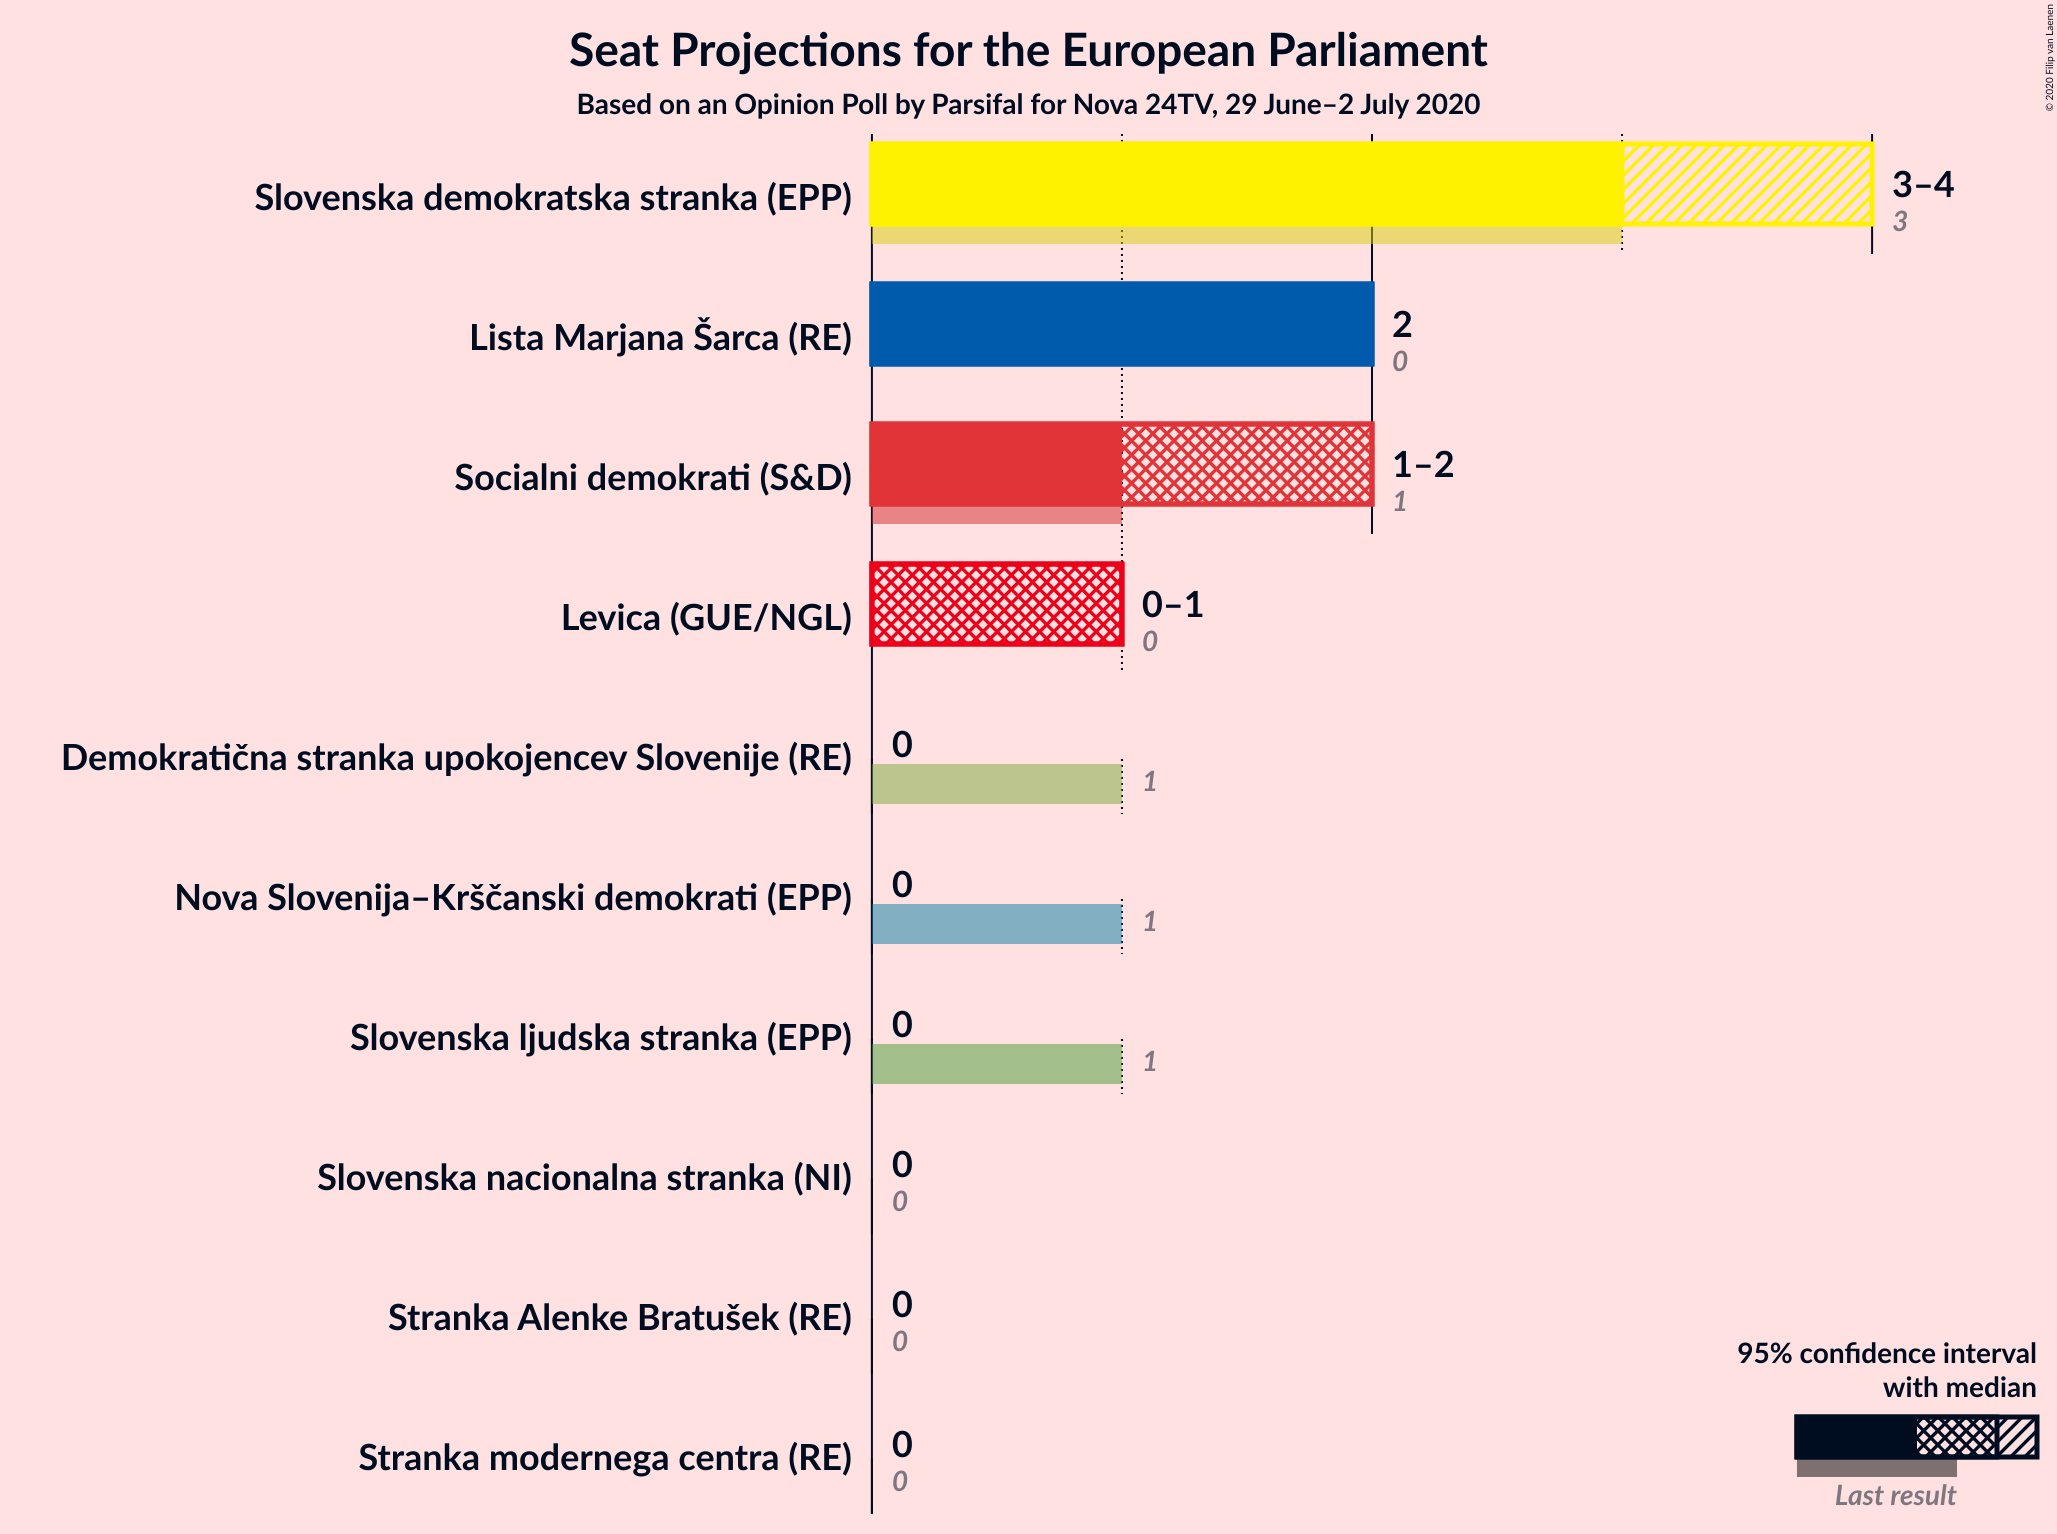 Seat Projections for the European Parliament
Based on an Opinion Poll by Parsifal for Nova 24TV, 29 June–2 July 2020
© 2020 Filip van Laenen
Slovenska demokratska stranka (EPP)
3–4
3
Lista Marjana Šarca (RE)
2
0
Socialni demokrati (S&D)
1–2
1
Levica (GUE/NGL)
0–1
0
Demokratična stranka upokojencev Slovenije (RE)
0
1
Nova Slovenija–Krščanski demokrati (EPP)
0
1
Slovenska ljudska stranka (EPP)
0
1
Slovenska nacionalna stranka (NI)
0
0
Stranka Alenke Bratušek (RE)
0
0
Stranka modernega centra (RE)
0
0
95% confidence interval
with median
Last result